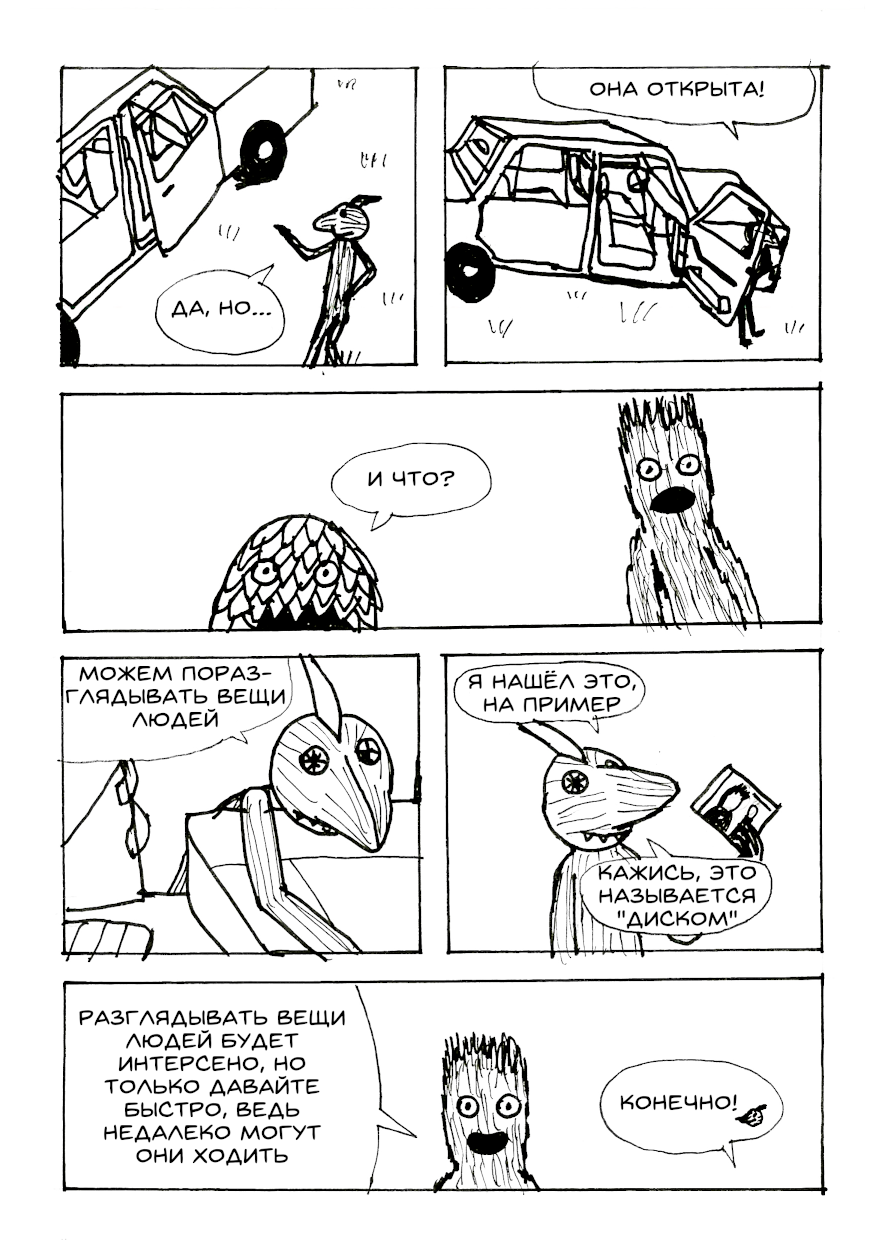 ДА, НО...
ОНА ОТКРЫТА!
И ЧТО?
МОЖЕМ ПОРАЗ-
ГЛЯДЫВАТЬ ВЕЩИ
ЛЮДЕЙ
Я НАШЁЛ ЭТО,
НА ПРИМЕР
КАЖИСЬ, ЭТО
НАЗЫВАЕТСЯ
"ДИСКОМ"
РАЗГЛЯДЫВАТЬ ВЕЩИ
ЛЮДЕЙ БУДЕТ
ИНТЕРСЕНО, НО
ТОЛЬКО ДАВАЙТЕ
БЫСТРО, ВЕДЬ
НЕДАЛЕКО МОГУТ
ОНИ ХОДИТЬ
КОНЕЧНО!